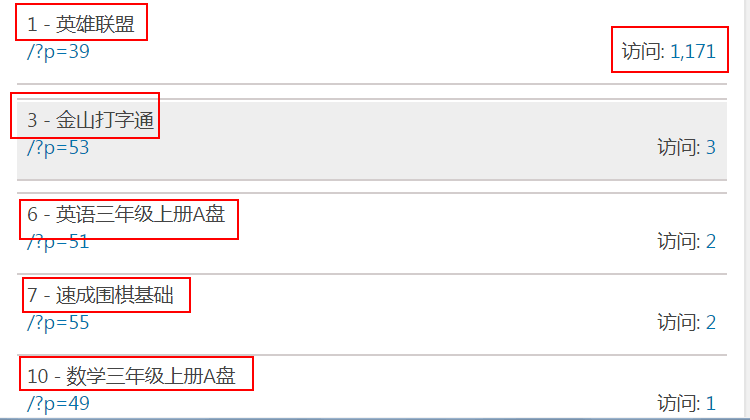 1 - 英雄联盟
/?p=39
访问: 1,171
3 - 金山打字通
/?p=53
访问: 3
6 - 英语三年级上册A盘
/?p=51
访问: 2
7 - 速成围棋基础
/?p=55
访问: 2
10 - 数学三年级上册A盘
/?p=49
访问: 1